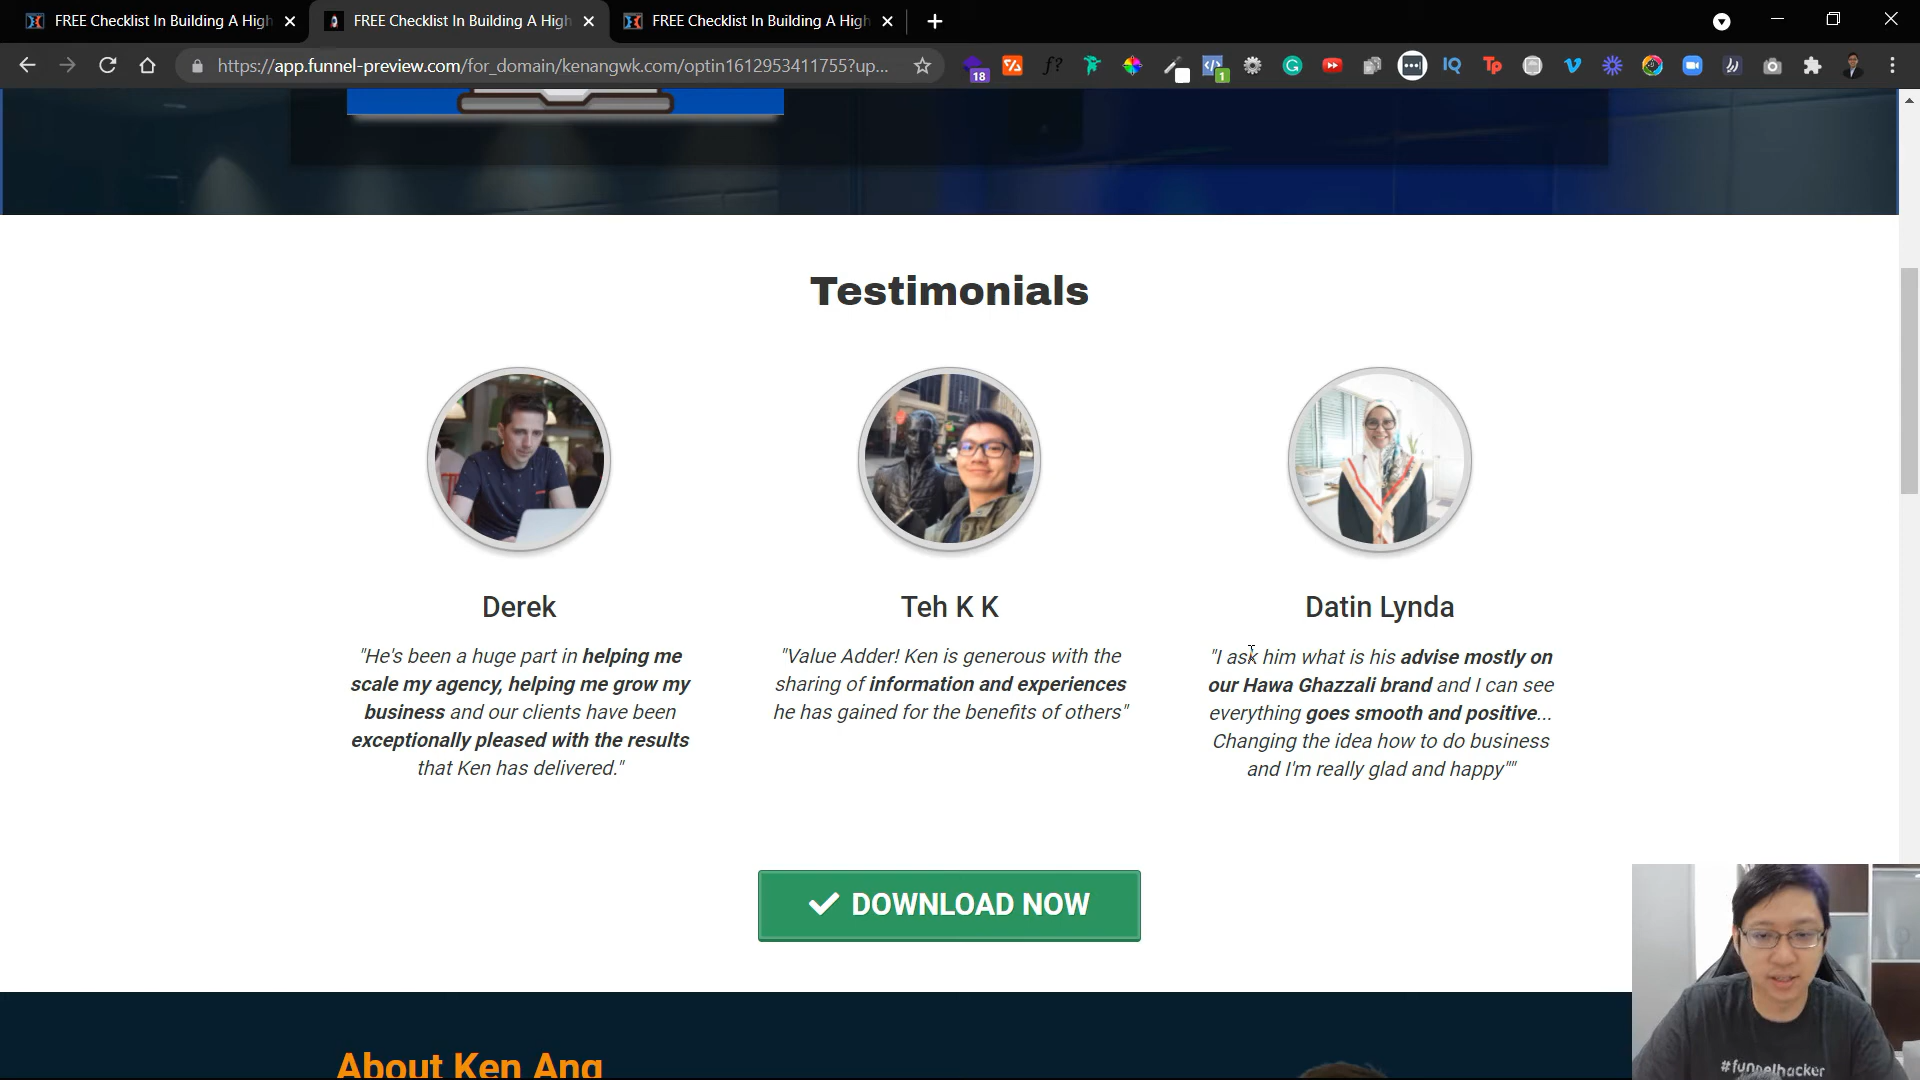 FREE Checklist In Building A High
FREE Checklist In Building A High
FREE Checklist In Building A High
https://app.funnel-preview.com/for_domain/kenangwk.com/optin1612953411755?up...
18
f?
1
IQ
Tp
Testimonials
Derek
"He's been a huge part in helping me
scale my agency, helping me grow my
business and our clients have been
exceptionally pleased with the results
that Ken has delivered."
Teh K K
"Value Adder! Ken is generous with the
sharing of information and experiences
he has gained for the benefits of others"
Datin Lynda
"I ask him what is his advise mostly on
our Hawa Ghazzali brand and I can see
everything goes smooth and positive...
Changing the idea how to do business
and I'm really glad and happy""
DOWNLOAD NOW
About Ken Ang
#funnelhacker